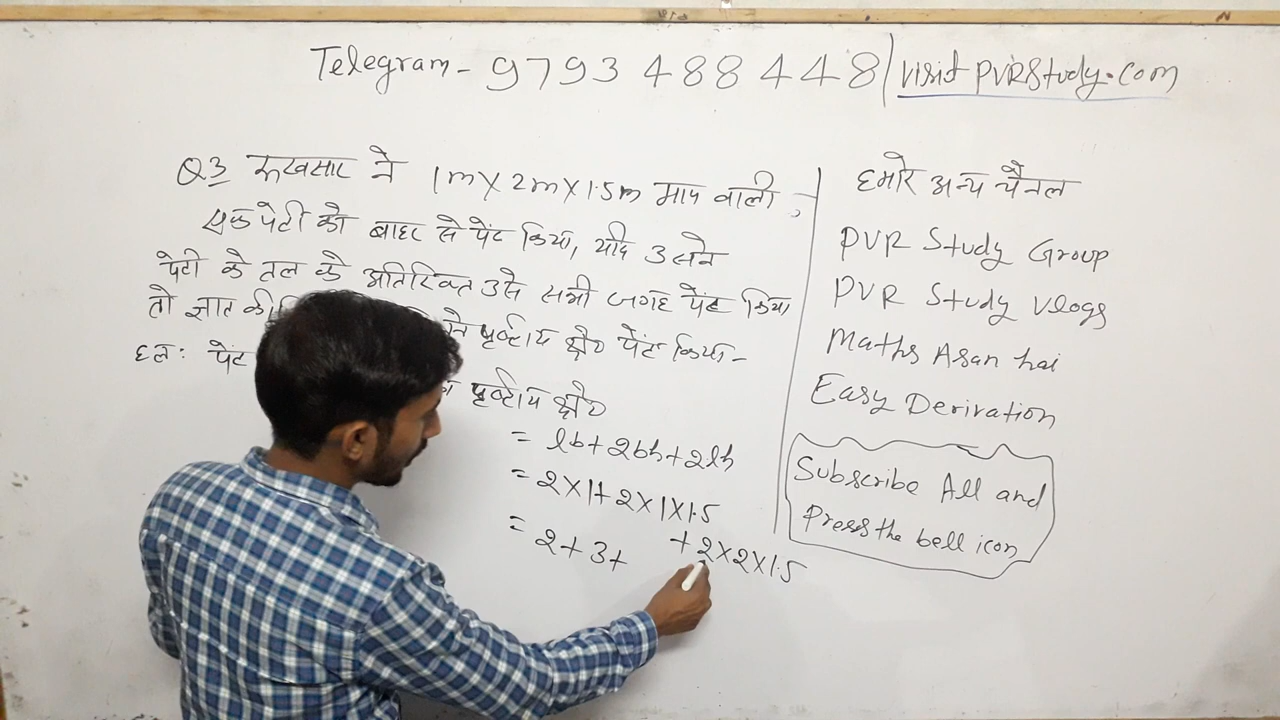 Telegram - 9793488448 | visit PVRStudy.com
Q3 रूखसार ने 1m X 2m X 1.5m माप वाली
एक पेटी को बाहर से पेंट किया, यदि उसने
पेटी के तल के अतिरिक्त उसे सभी जगह पेंट किया
तो ज्ञात की पृष्ठीय क्षेत्र पेंट किया-
हलः पेंट पृष्ठीय क्षेत्र
= lb + 2bh + 2lh
= 2 X 1 + 2 X 1 X 1.5
+ 2 X 2 X 1.5
= 2 + 3 +
हमारे अन्य चैनल
PVR Study Group
PVR Study Vlogs
Maths Asan hai
Easy Derivation
Subscribe All and
Press the bell icon